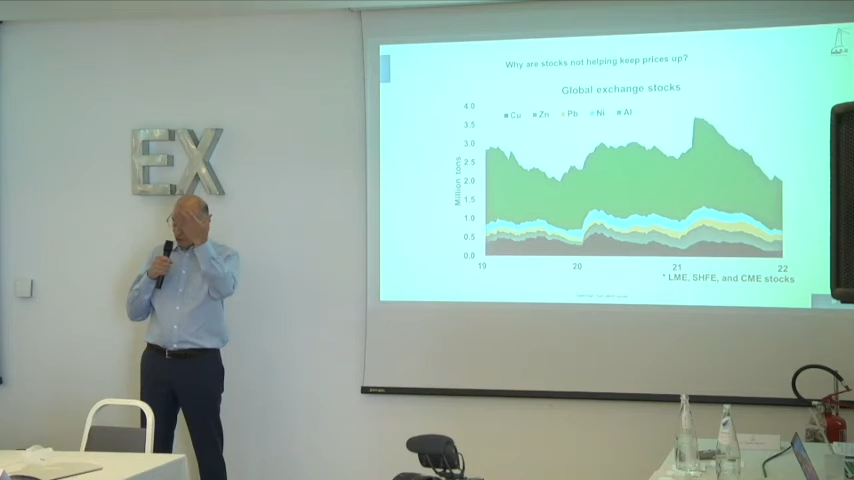 Why are stocks not helping keep prices up?
Global exchange stocks
Cu Zn Pb Ni Al
4.0
3.5
3.0
2.5
2.0
1.5
1.0
0.5
0.0
Million tons
19 20 21 22
* LME, SHFE, and CME stocks
EX